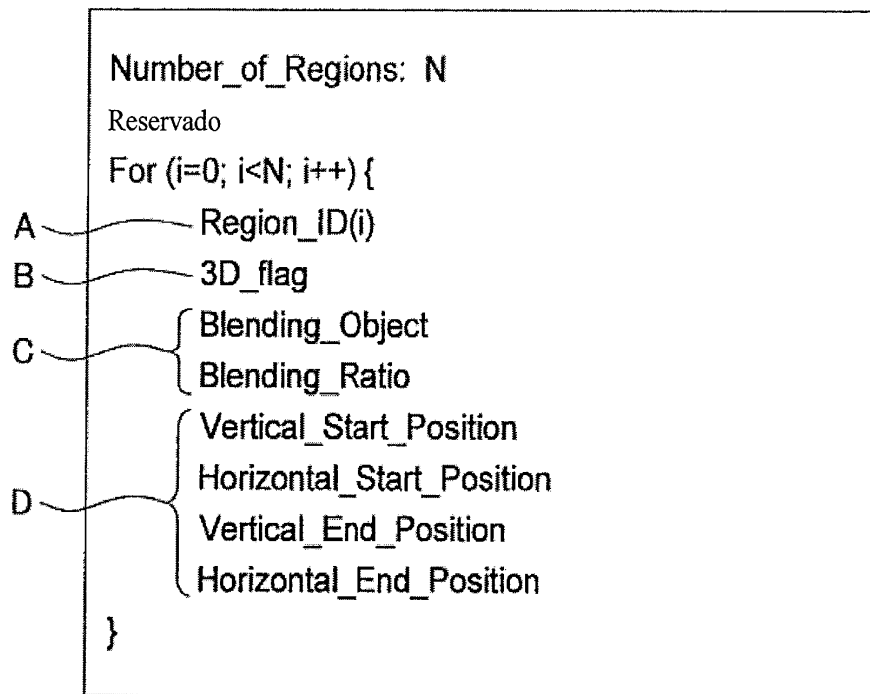 Number_of_Regions: N
Reservado
For (i=0; i<N; i++) {
A Region_ID(i)
B 3D_flag
C Blending_Object
Blending_Ratio
D Vertical_Start_Position
Horizontal_Start_Position
Vertical_End_Position
Horizontal_End_Position
}